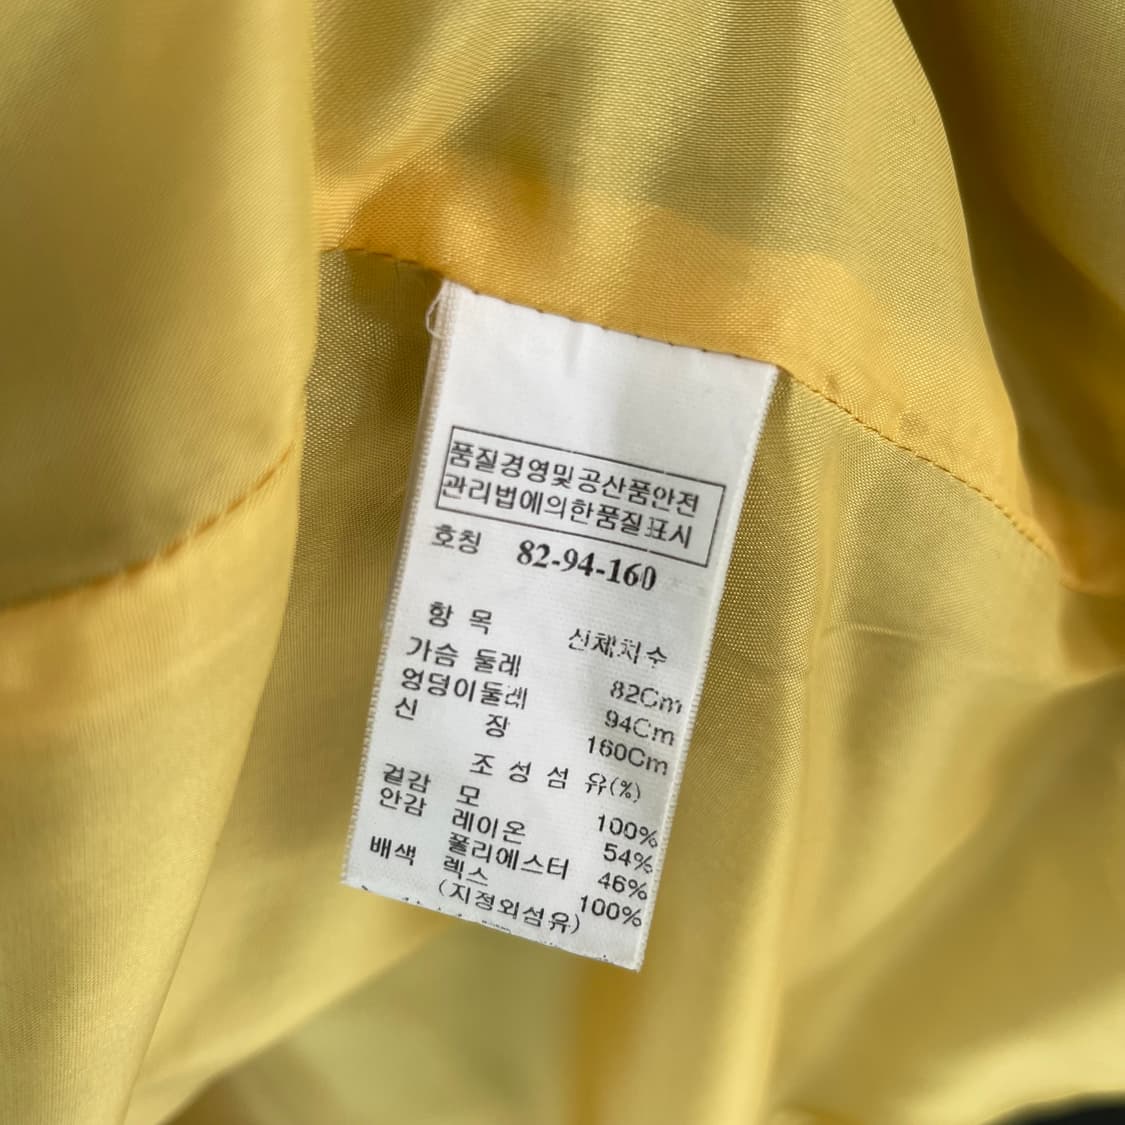 품질경영및공산품안전
관리법에의한품질표시
호칭 82-94-160
항 목 신체치수
가슴 둘레 82Cm
엉덩이둘레 94Cm
신 장 160Cm
조 성 섬 유(%)
겉감 모 100%
안감 레이온 54%
폴리에스터 46%
배색 렉스 100%
(지정외섬유)